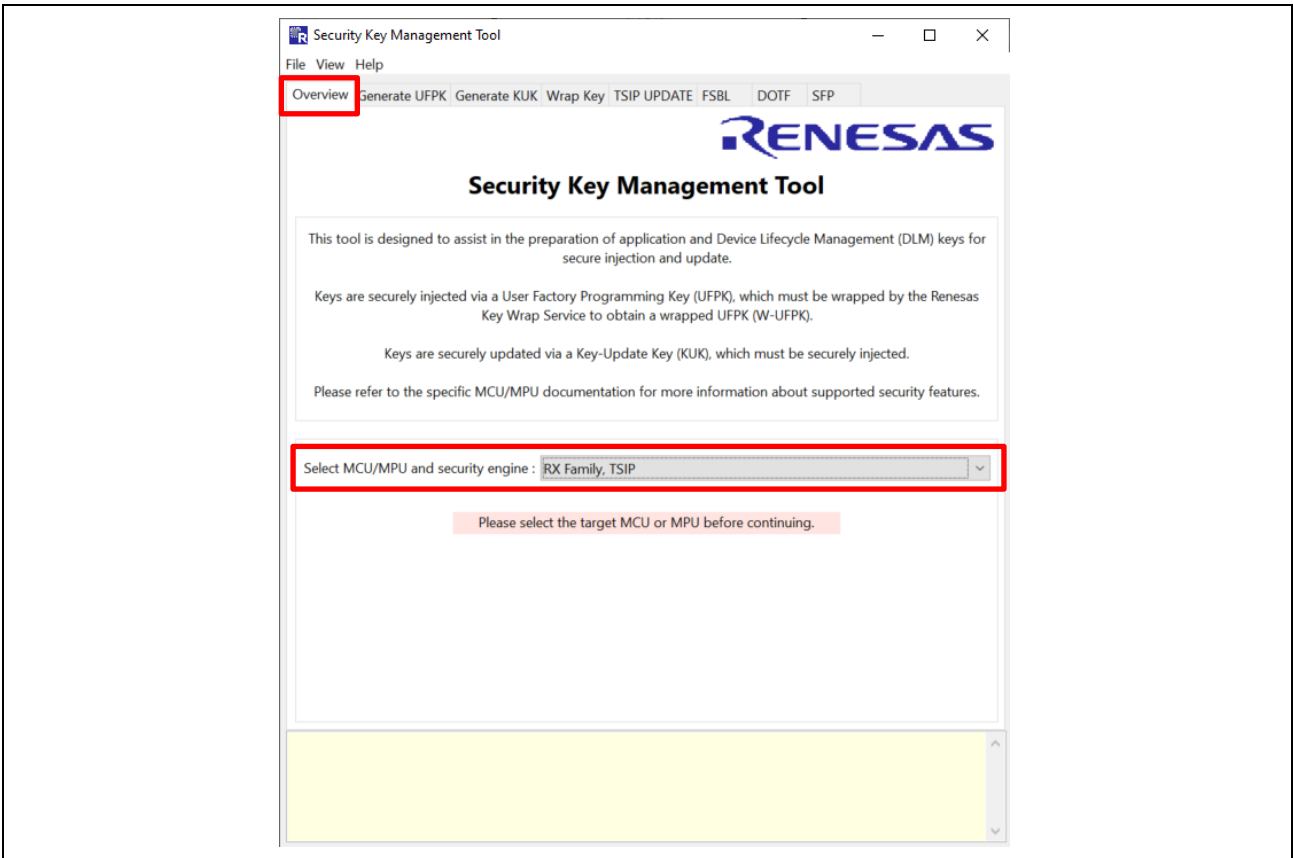 Security Key Management Tool
File View Help
Overview Generate UFPK Generate KUK Wrap Key TSIP UPDATE FSBL DOTF SFP
RENESAS
Security Key Management Tool
This tool is designed to assist in the preparation of application and Device Lifecycle Management (DLM) keys for
secure injection and update.
Keys are securely injected via a User Factory Programming Key (UFPK), which must be wrapped by the Renesas
Key Wrap Service to obtain a wrapped UFPK (W-UFPK).
Keys are securely updated via a Key-Update Key (KUK), which must be securely injected.
Please refer to the specific MCU/MPU documentation for more information about supported security features.
Select MCU/MPU and security engine : RX Family, TSIP
Please select the target MCU or MPU before continuing.